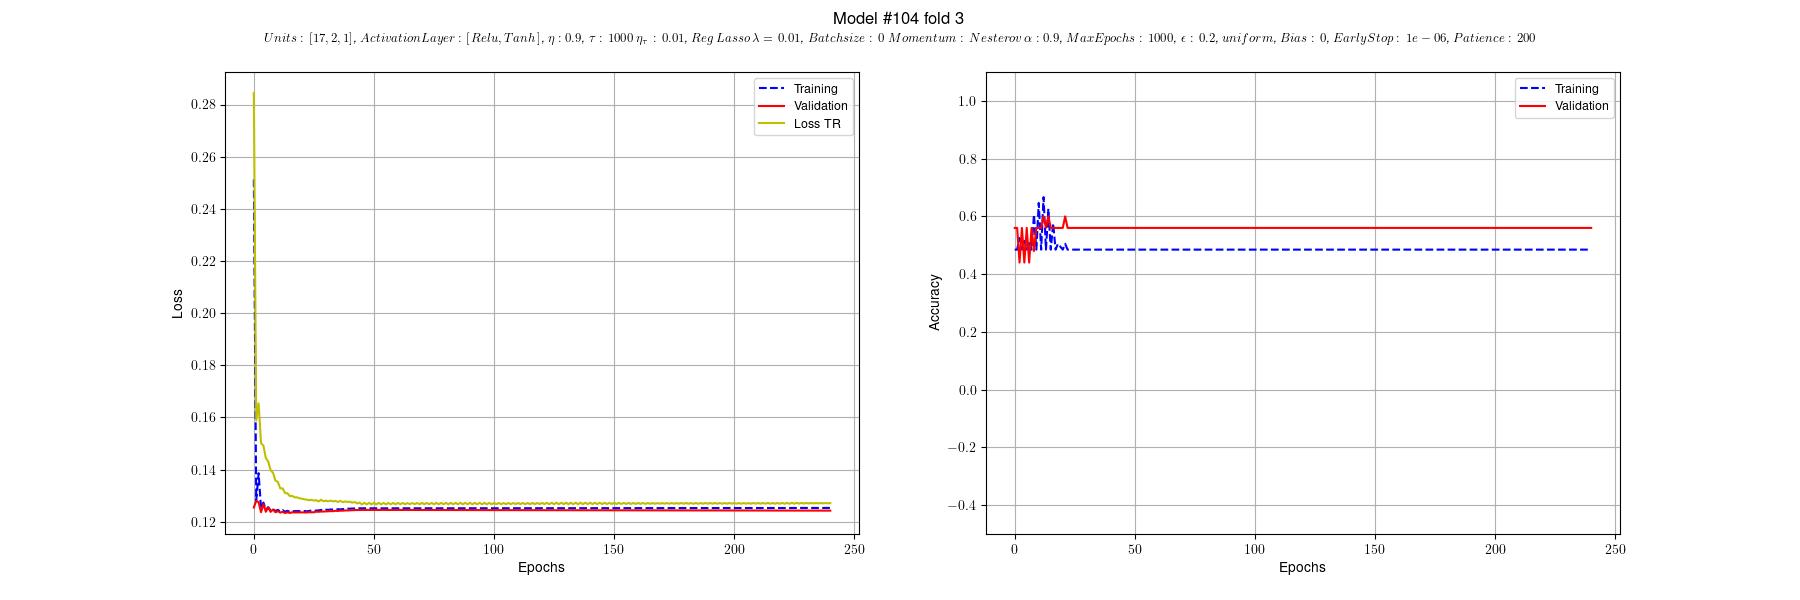 Model #104 fold 3
Units : [17, 2, 1], ActivationLayer : [Relu, Tanh], η : 0.9, τ : 1000 ητ : 0.01, Reg Lasso λ = 0.01, Batchsize : 0 Momentum : Nesterov α : 0.9, MaxEpochs : 1000, ϵ : 0.2, uniform, Bias : 0, EarlyStop : 1e − 06, Patience : 200
Training
Validation
Loss TR
0.28
0.26
0.24
0.22
0.20
0.18
0.16
0.14
0.12
Loss
0 50 100 150 200 250
Epochs
Training
Validation
1.0
0.8
0.6
0.4
0.2
0.0
−0.2
−0.4
Accuracy
0 50 100 150 200 250
Epochs